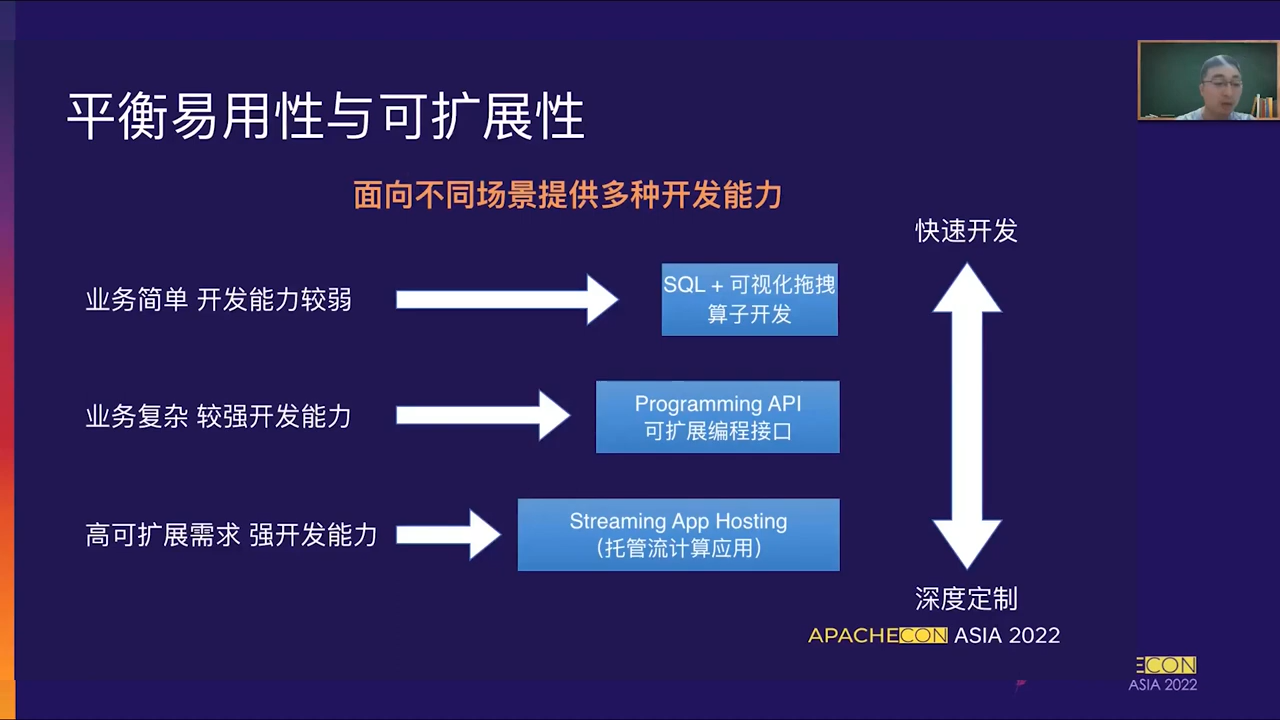 平衡易用性与可扩展性
面向不同场景提供多种开发能力
快速开发
业务简单 开发能力较弱
SQL + 可视化拖拽
算子开发
业务复杂 较强开发能力
Programming API
可扩展编程接口
高可扩展需求 强开发能力
Streaming App Hosting
（托管流计算应用）
深度定制
APACHECON ASIA 2022
ECON
ASIA 2022